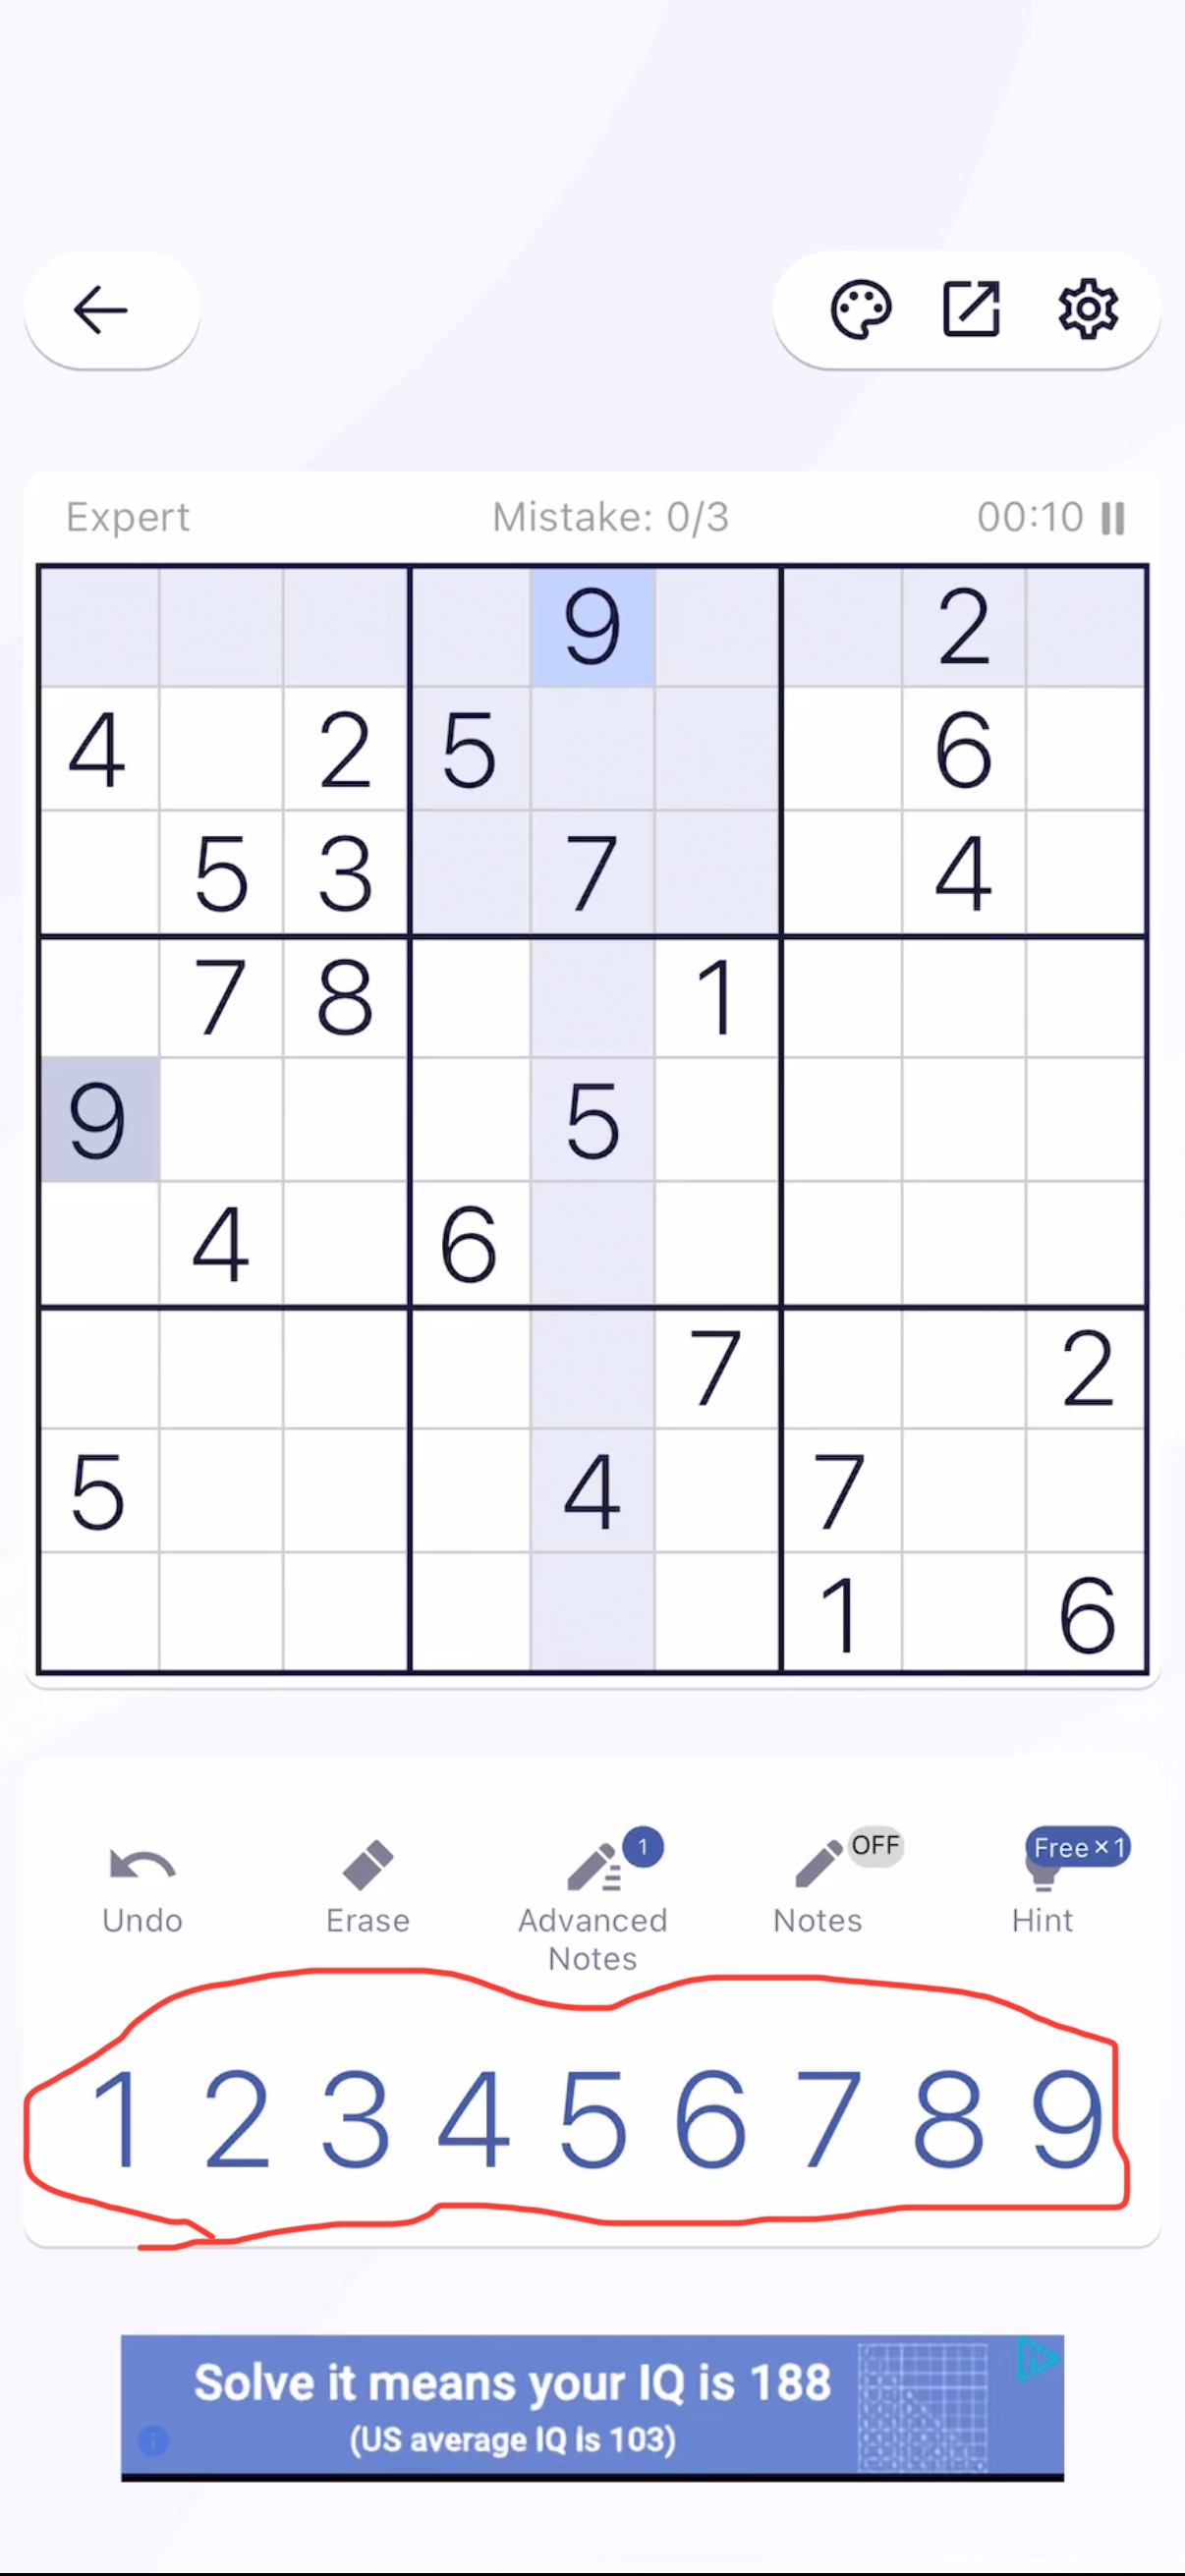 Expert Mistake: 0/3 00:10
9 2
4 2 5 6
5 3 7 4
7 8 1
9 5
4 6
7 2
5 4 7
1 6
1 OFF Free×1
Undo Erase Advanced Notes Notes Hint
1 2 3 4 5 6 7 8 9
Solve it means your IQ is 188
(US average IQ is 103)